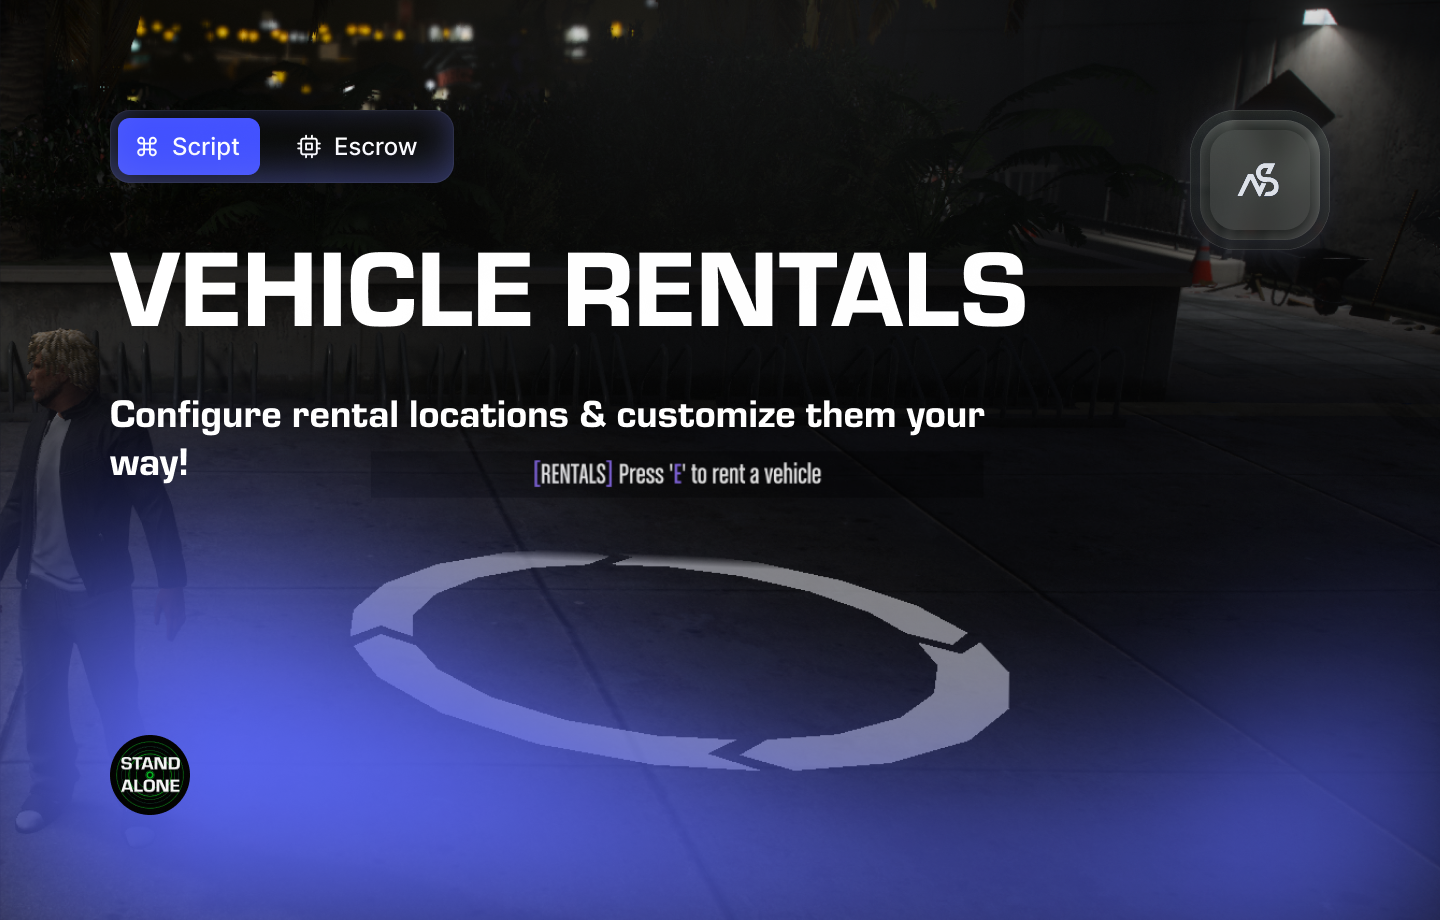 Script
Escrow
VEHICLE RENTALS
Configure rental locations & customize them your
way!
[RENTALS] Press 'E' to rent a vehicle
STAND
ALONE